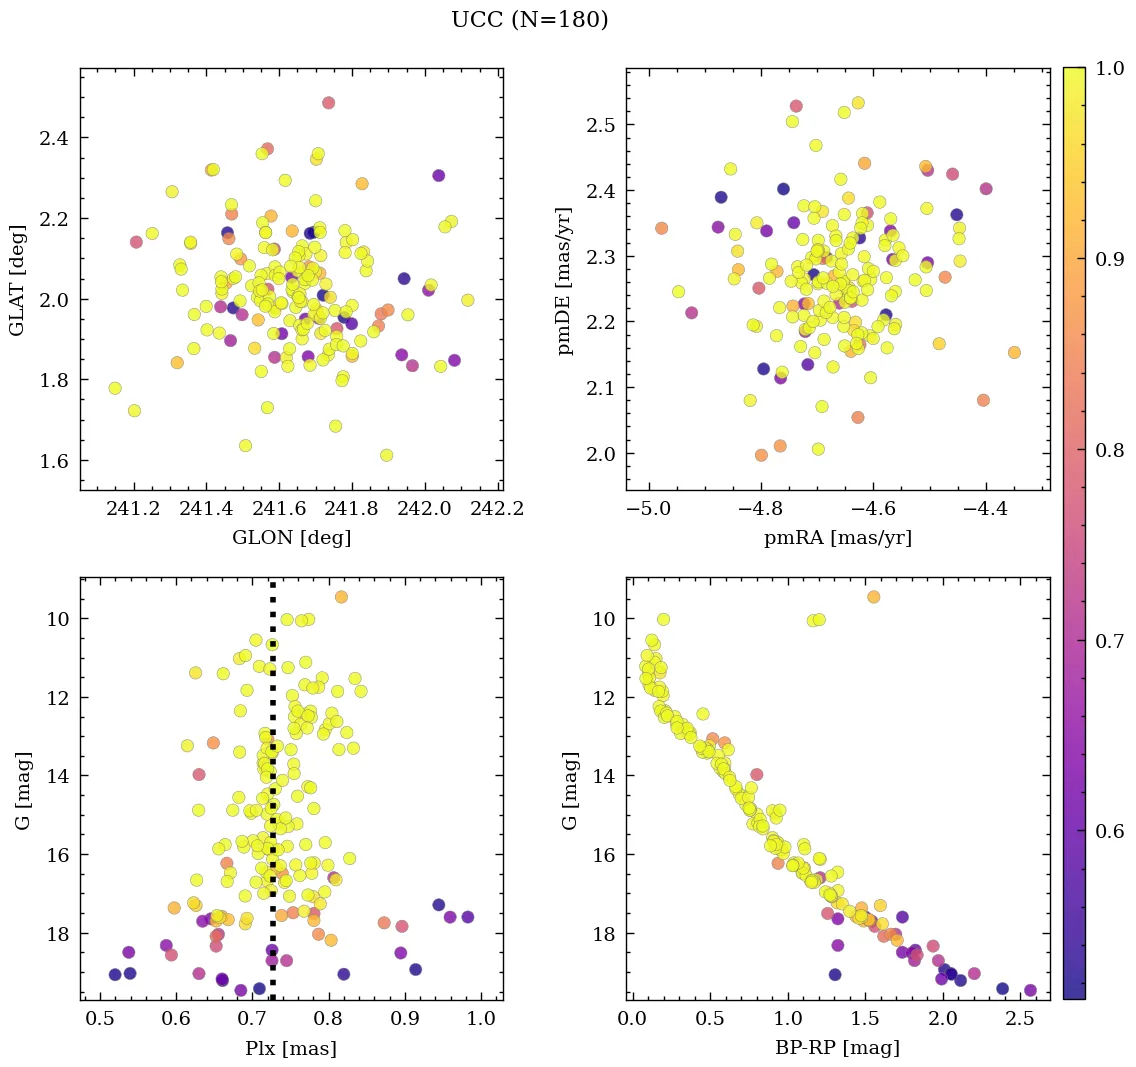 UCC (N=180)
2.4
2.2
2.0
1.8
1.6
GLAT [deg]
241.2 241.4 241.6 241.8 242.0 242.2
GLON [deg]
2.5
2.4
2.3
2.2
2.1
2.0
pmDE [mas/yr]
−5.0 −4.8 −4.6 −4.4
pmRA [mas/yr]
1.0
0.9
0.8
0.7
0.6
10
12
14
16
18
G [mag]
0.5 0.6 0.7 0.8 0.9 1.0
Plx [mas]
10
12
14
16
18
G [mag]
0.0 0.5 1.0 1.5 2.0 2.5
BP-RP [mag]